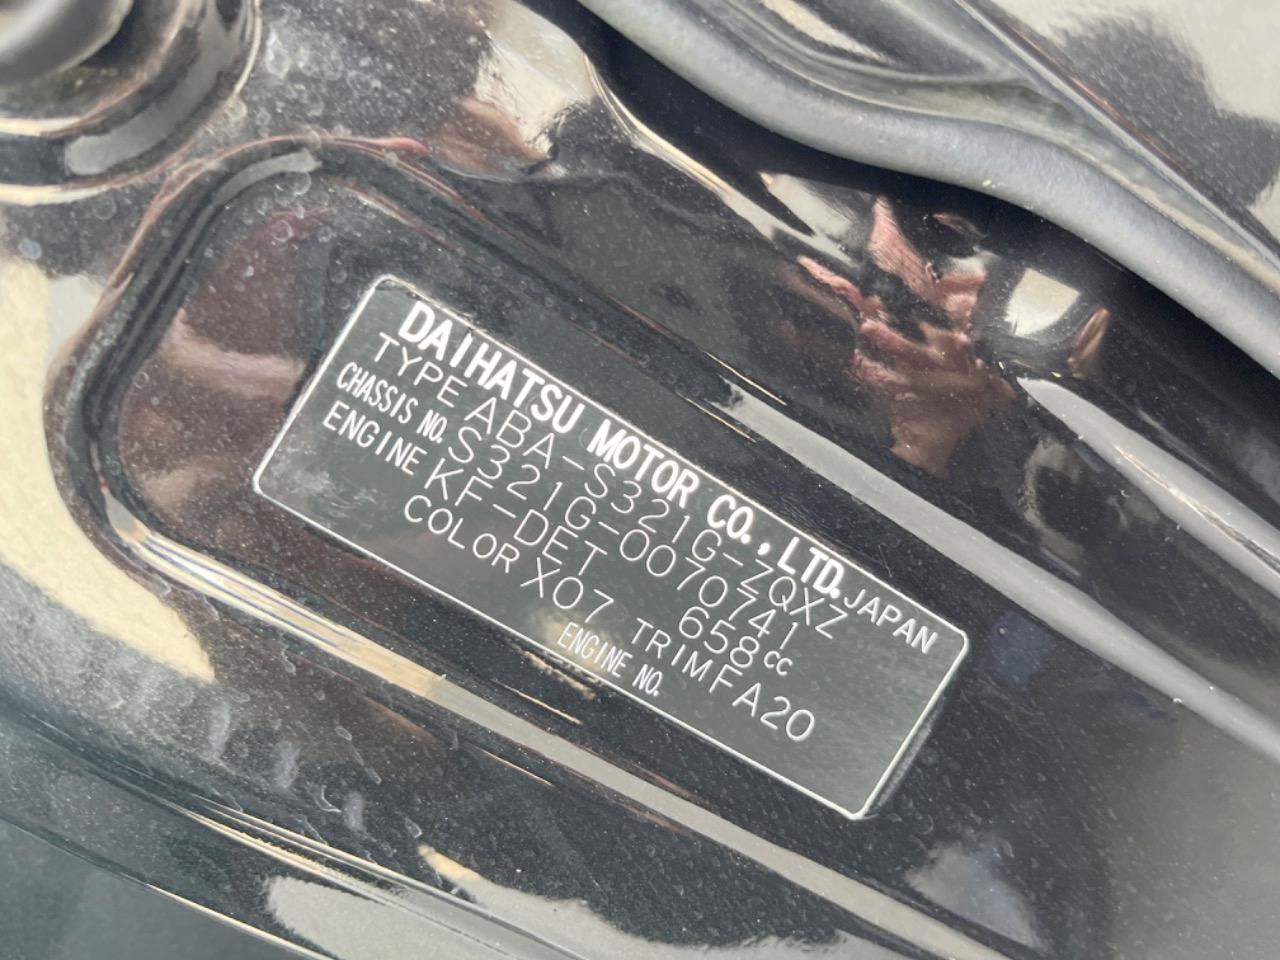 DAIHATSU MOTOR CO., LTD. JAPAN
TYPE ABA-S321G-ZQXZ
CHASSIS NO. S321G-0070741
ENGINE KF-DET 658cc
COLOR X07 TRIM FA20
ENGINE NO.